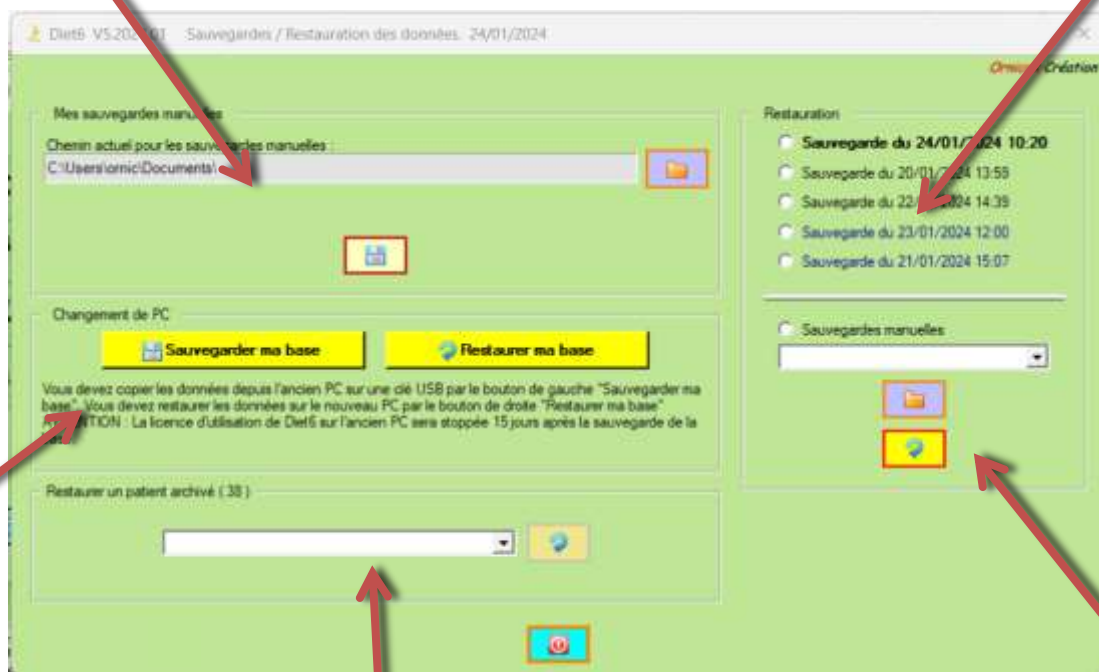 Diet6 V5.202 01 Sauvegardes / Restauration des données. 24/01/2024
Création
Mes sauvegardes manuelles
Chemin actuel pour les sauvegardes manuelles :
C:\Users\ornic\Documents\
Restauration
Sauvegarde du 24/01/2024 10:20
Sauvegarde du 20/01/2024 13:59
Sauvegarde du 22/01/2024 14:39
Sauvegarde du 23/01/2024 12:00
Sauvegarde du 21/01/2024 15:07
Sauvegardes manuelles
Changement de PC
Sauvegarder ma base
Restaurer ma base
Vous devez copier les données depuis l'ancien PC sur une clé USB par le bouton de gauche "Sauvegarder ma
base". Vous devez restaurer les données sur le nouveau PC par le bouton de droite "Restaurer ma base"
ATTENTION : La licence d'utilisation de Diet6 sur l'ancien PC sera stoppée 15 jours après la sauvegarde de la
Restaurer un patient archivé ( 38 )